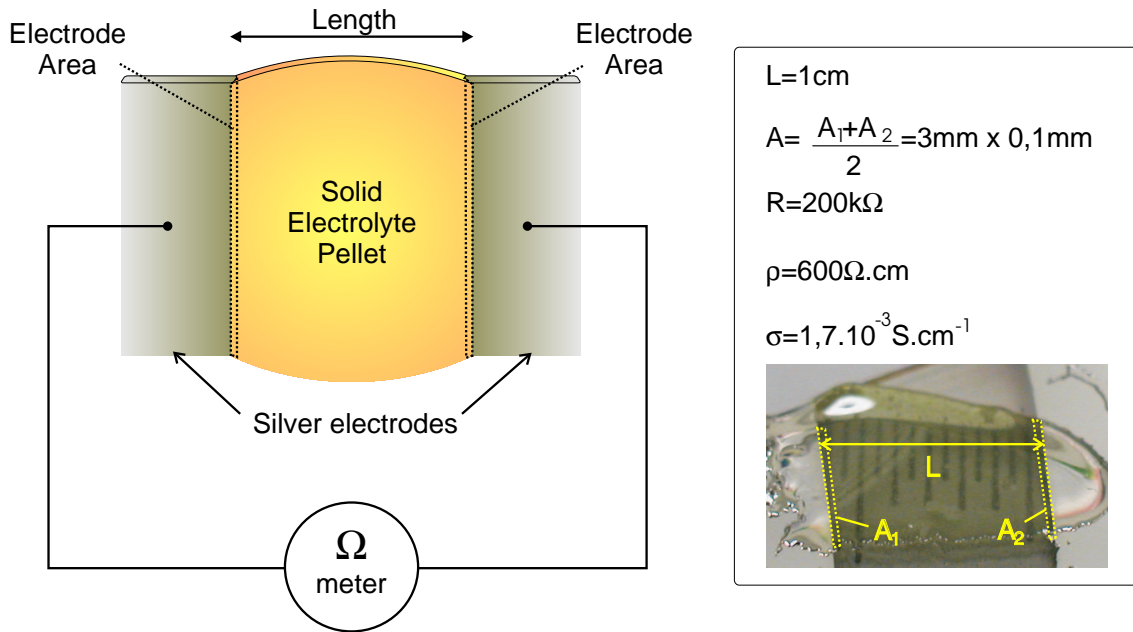 Length
Electrode
Area
Electrode
Area
Solid
Electrolyte
Pellet
Silver electrodes
Ω
meter
L=1cm
A= A₁+A₂/2 =3mm x 0,1mm
R=200kΩ
ρ=600Ω.cm
σ=1,7.10⁻³S.cm⁻¹
L
A₁ A₂